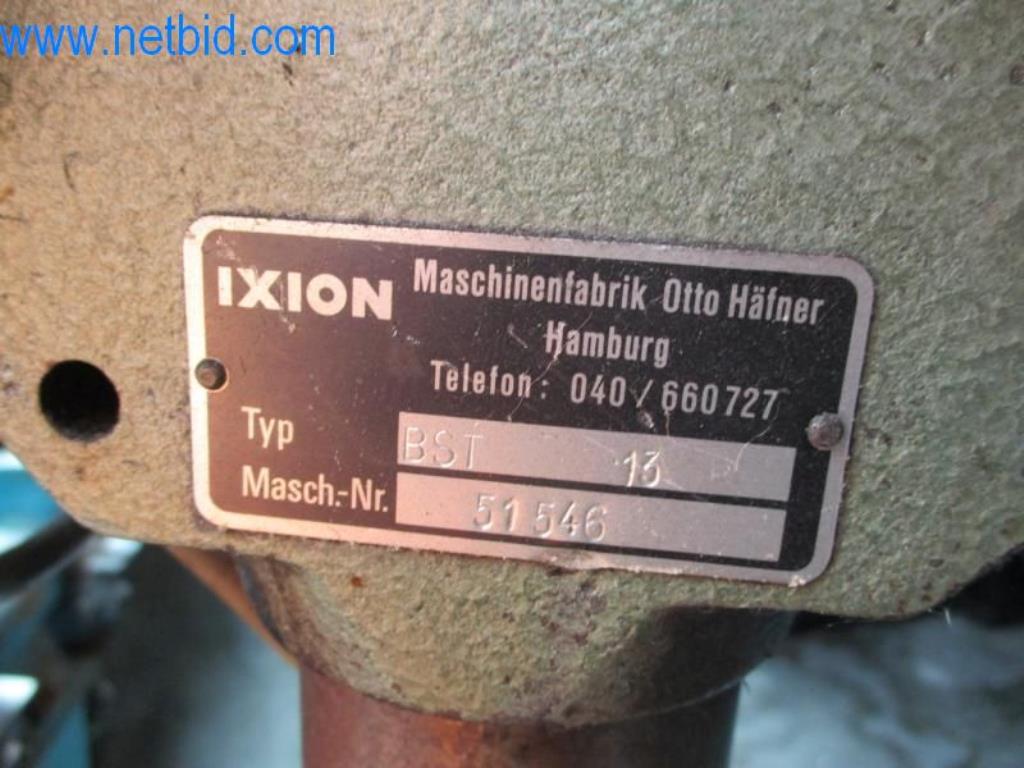 www.netbid.com
IXION
Maschinenfabrik Otto Häfner
Hamburg
Telefon: 040/660727
Typ BST 13
Masch.-Nr. 51546